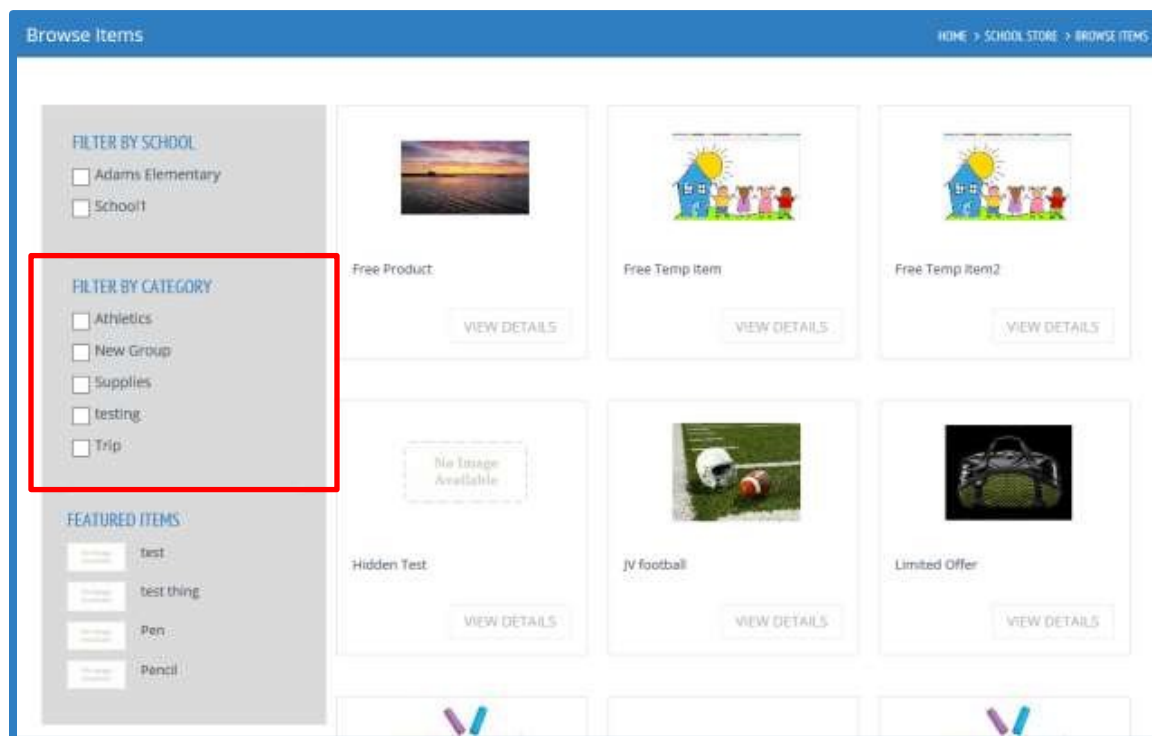 Browse Items
HOME > SCHOOL STORE > BROWSE ITEMS
FILTER BY SCHOOL
Adams Elementary
School1
FILTER BY CATEGORY
Athletics
New Group
Supplies
testing
Trip
FEATURED ITEMS
test
test thing
Pen
Pencil
Free Product
VIEW DETAILS
Free Temp Item
VIEW DETAILS
Free Temp Item2
VIEW DETAILS
No Image
Available
Hidden Test
VIEW DETAILS
JV football
VIEW DETAILS
Limited Offer
VIEW DETAILS